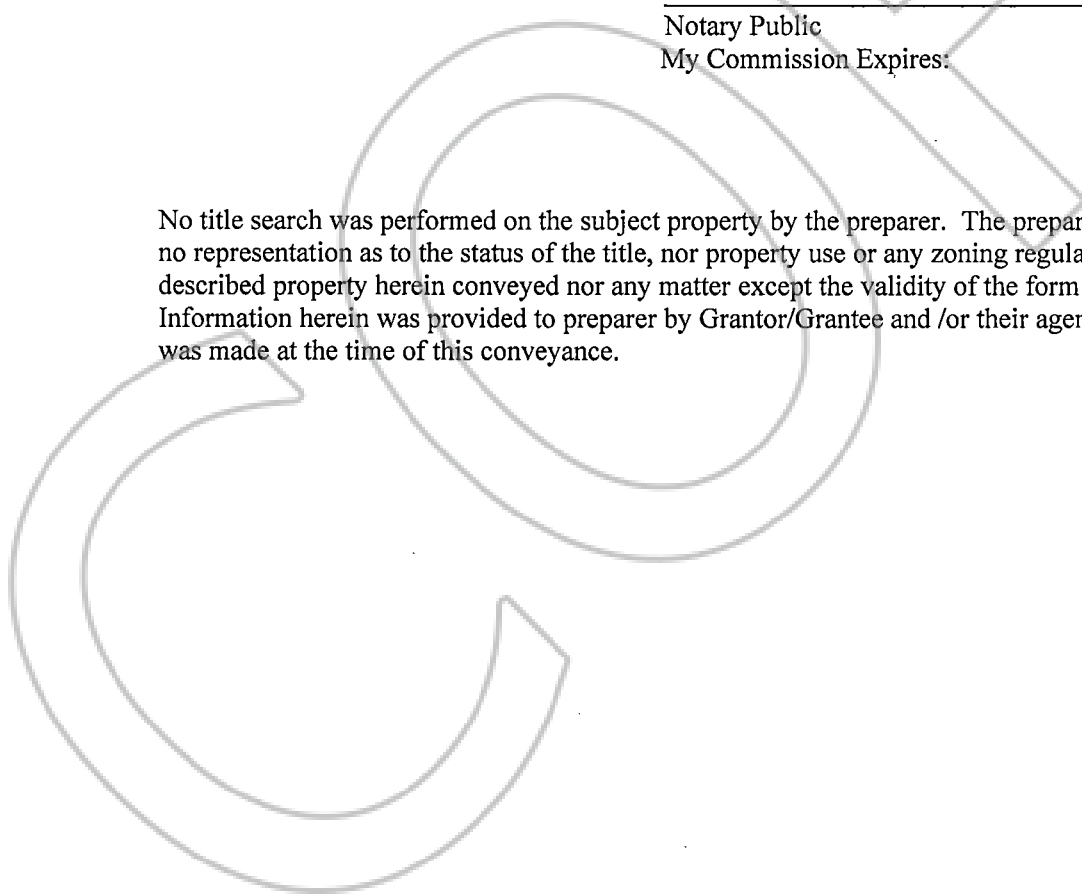 Notary Public
My Commission Expires:
No title search was performed on the subject property by the preparer. The prepar
no representation as to the status of the title, nor property use or any zoning regula
described property herein conveyed nor any matter except the validity of the form
Information herein was provided to preparer by Grantor/Grantee and /or their agen
was made at the time of this conveyance.